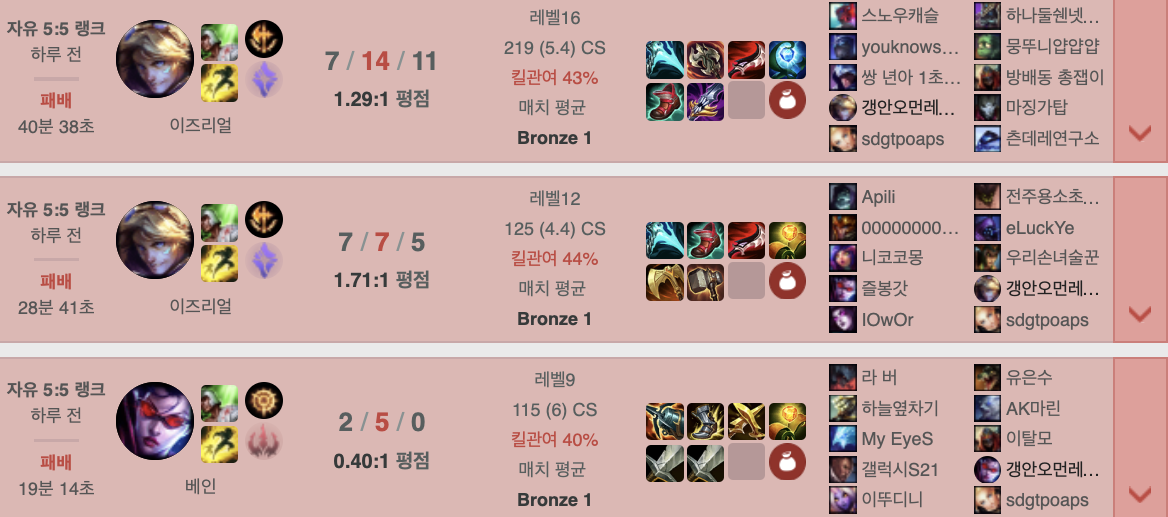 자유 5:5 랭크
하루 전
패배
40분 38초
이즈리얼
7 / 14 / 11
1.29:1 평점
레벨16
219 (5.4) CS
킬관여 43%
매치 평균
Bronze 1
스노우캐슬
youknows...
쌍 년아 1초...
갱안오먼레...
sdgtpoaps
하나둘쉔넷...
뭉뚜니얍얍얍
방배동 총잽이
마징가탑
츤데레연구소
자유 5:5 랭크
하루 전
패배
28분 41초
이즈리얼
7 / 7 / 5
1.71:1 평점
레벨12
125 (4.4) CS
킬관여 44%
매치 평균
Bronze 1
Apili
00000000...
니코코몽
즐봉갓
IOwOr
전주용소초...
eLuckYe
우리손녀술꾼
갱안오먼레...
sdgtpoaps
자유 5:5 랭크
하루 전
패배
19분 14초
베인
2 / 5 / 0
0.40:1 평점
레벨9
115 (6) CS
킬관여 40%
매치 평균
Bronze 1
라 버
하늘옆차기
My EyeS
갤럭시S21
이뚜디니
유은수
AK마린
이탈모
갱안오먼레...
sdgtpoaps